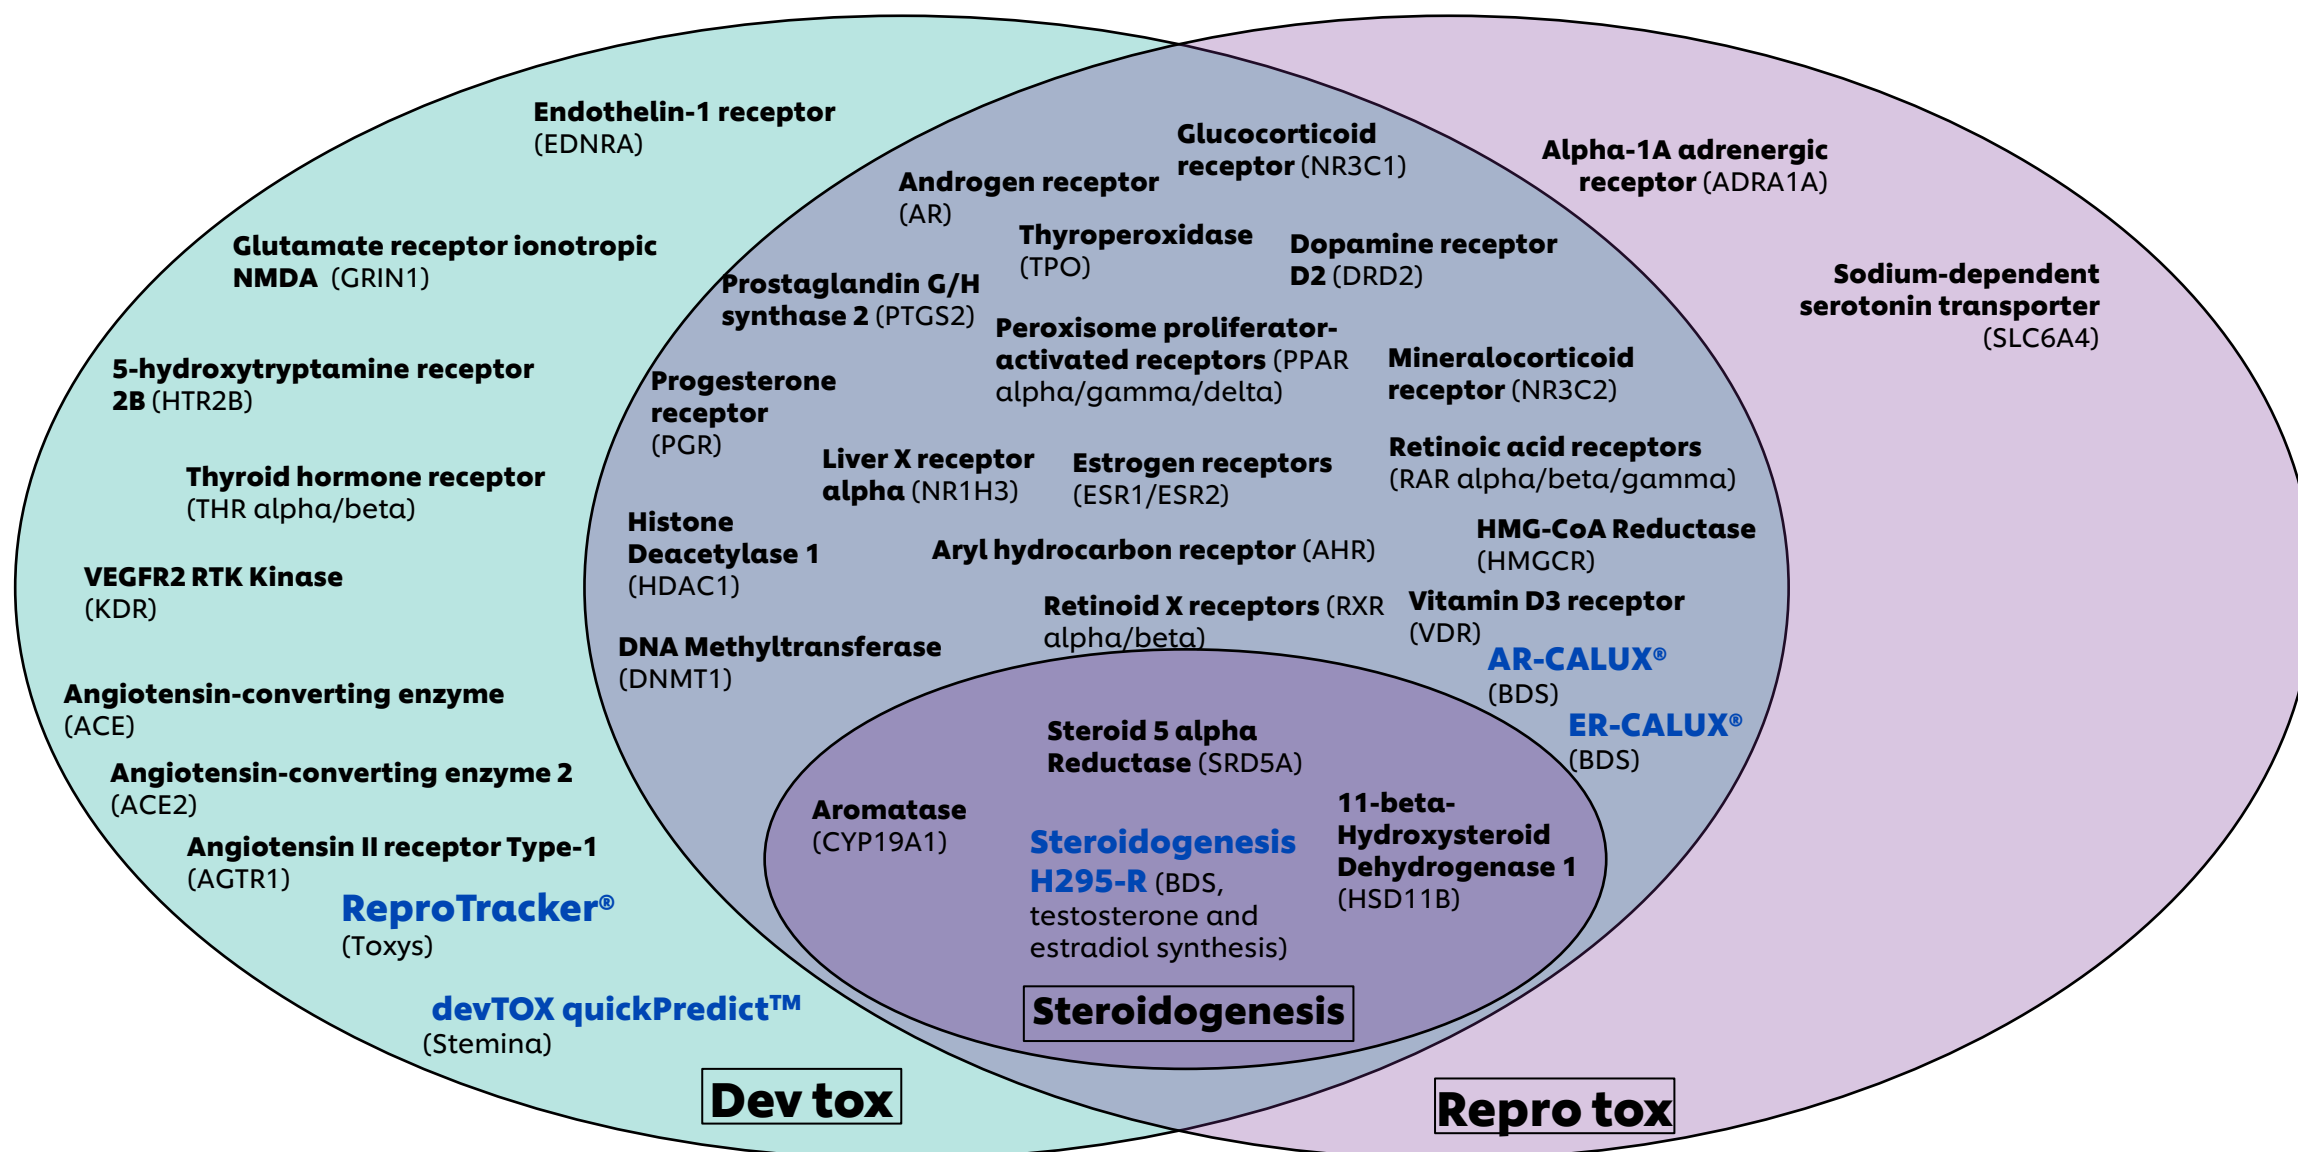 Endothelin-1 receptor
(EDNRA)
Glutamate receptor ionotropic
NMDA (GRIN1)
5-hydroxytryptamine receptor
2B (HTR2B)
Thyroid hormone receptor
(THR alpha/beta)
VEGFR2 RTK Kinase
(KDR)
Angiotensin-converting enzyme
(ACE)
Angiotensin-converting enzyme 2
(ACE2)
Angiotensin II receptor Type-1
(AGTR1)
ReproTracker®
(Toxys)
devTOX quickPredict™
(Stemina)
Dev tox
Glucocorticoid
receptor (NR3C1)
Androgen receptor
(AR)
Thyroperoxidase
(TPO)
Dopamine receptor
D2 (DRD2)
Prostaglandin G/H
synthase 2 (PTGS2)
Peroxisome proliferator-
activated receptors (PPAR
alpha/gamma/delta)
Mineralocorticoid
receptor (NR3C2)
Progesterone
receptor
(PGR)
Liver X receptor
alpha (NR1H3)
Estrogen receptors
(ESR1/ESR2)
Retinoic acid receptors
(RAR alpha/beta/gamma)
Histone
Deacetylase 1
(HDAC1)
Aryl hydrocarbon receptor (AHR)
HMG-CoA Reductase
(HMGCR)
Retinoid X receptors (RXR
alpha/beta)
Vitamin D3 receptor
(VDR)
DNA Methyltransferase
(DNMT1)
AR-CALUX®
(BDS)
ER-CALUX®
(BDS)
Steroid 5 alpha
Reductase (SRD5A)
Aromatase
(CYP19A1)
Steroidogenesis
H295-R (BDS,
testosterone and
estradiol synthesis)
11-beta-
Hydroxysteroid
Dehydrogenase 1
(HSD11B)
Steroidogenesis
Alpha-1A adrenergic
receptor (ADRA1A)
Sodium-dependent
serotonin transporter
(SLC6A4)
Repro tox